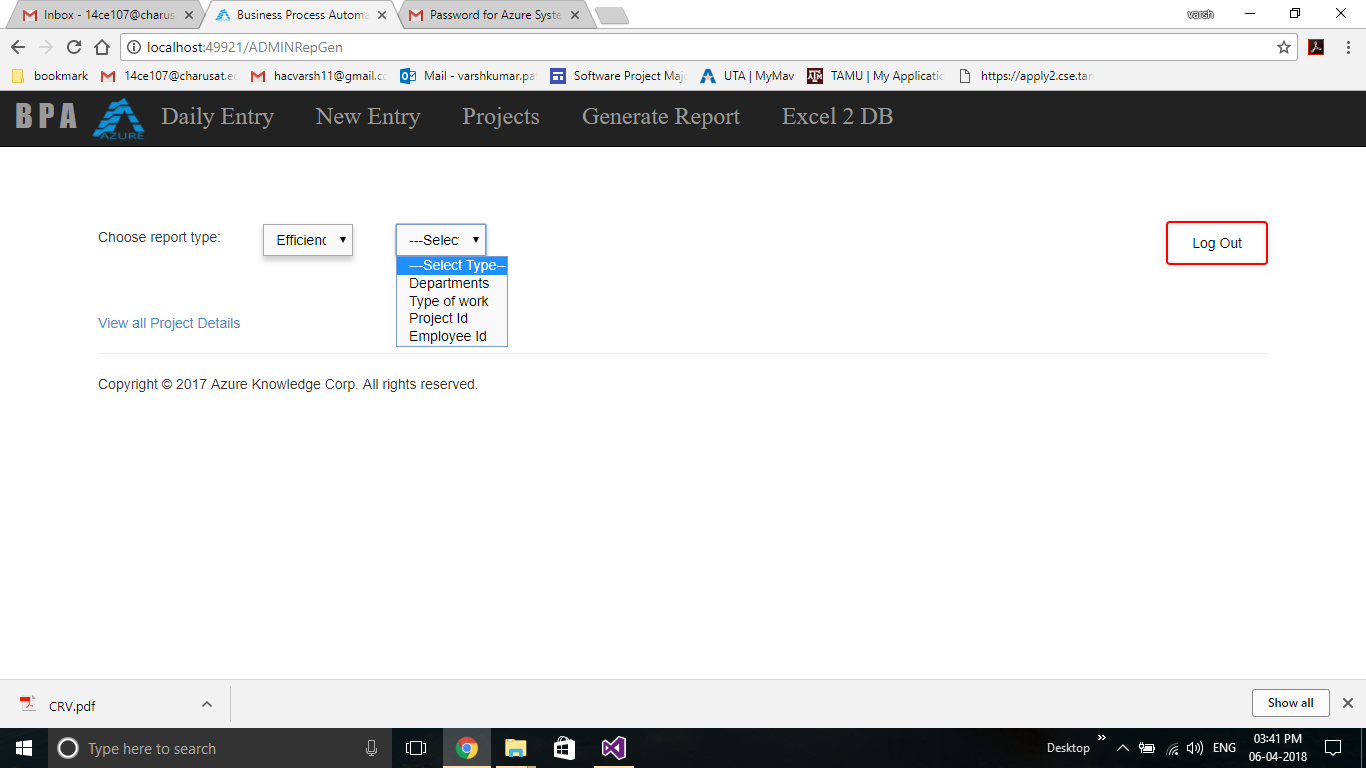 Inbox - 14ce107@charus
Business Process Automa
Password for Azure Syste
varsh
localhost:49921/ADMINRepGen
bookmark
14ce107@charusat.ec
hacvarsh11@gmail.co
Mail - varshkumar.pa
Software Project Majo
UTA | MyMav
TAMU | My Applicatio
https://apply2.cse.tam
BPA
AZURE
Daily Entry
New Entry
Projects
Generate Report
Excel 2 DB
Choose report type:
Efficienc
---Selec
Log Out
---Select Type--
Departments
Type of work
Project Id
Employee Id
View all Project Details
Copyright © 2017 Azure Knowledge Corp. All rights reserved.
CRV.pdf
Show all
Type here to search
Desktop
ENG
03:41 PM
06-04-2018